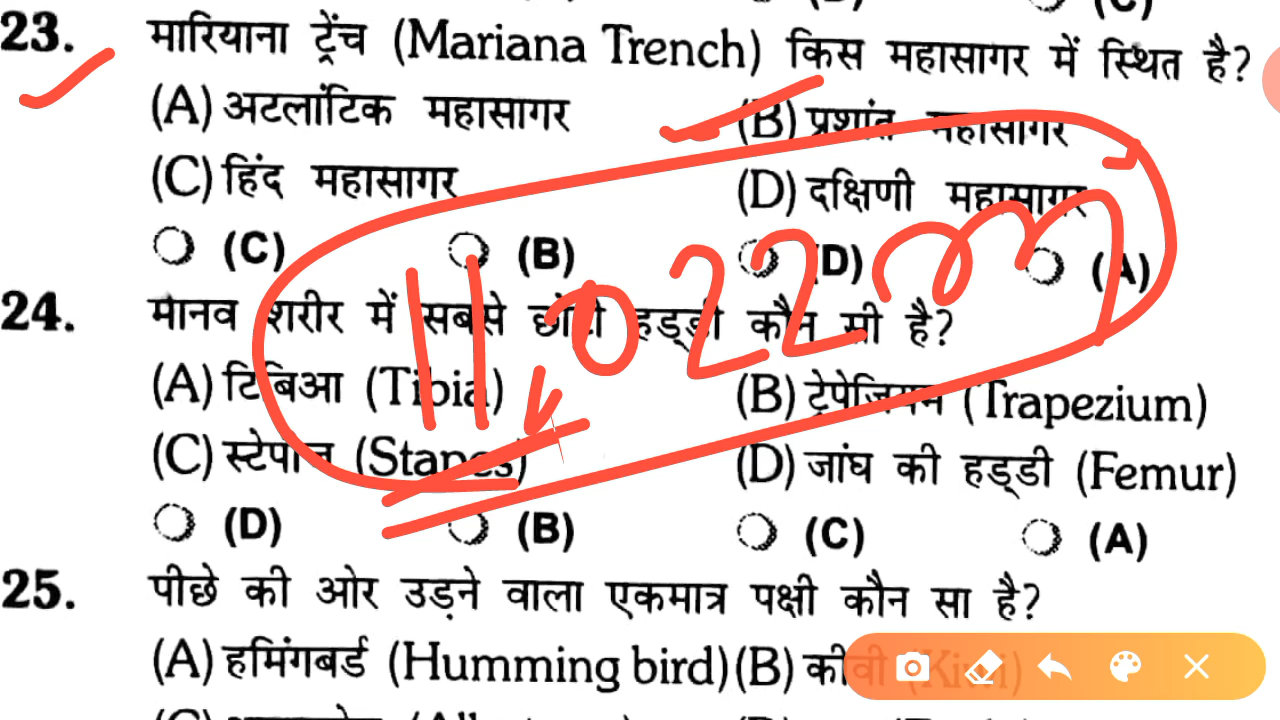 23. मारियाना ट्रेंच (Mariana Trench) किस महासागर में स्थित है?
(A) अटलांटिक महासागर (B) प्रशांत महासागर
(C) हिंद महासागर (D) दक्षिणी महासागर
(C) (B) (D) (A)
11,022 m
24. मानव शरीर में सबसे छोटी हड्डी कौन सी है?
(A) टिबिआ (Tibia) (B) ट्रेपेजियम (Trapezium)
(C) स्टेपीज (Stapes) (D) जांघ की हड्डी (Femur)
(D) (B) (C) (A)
25. पीछे की ओर उड़ने वाला एकमात्र पक्षी कौन सा है?
(A) हमिंगबर्ड (Humming bird) (B) कीवी (Kiwi)